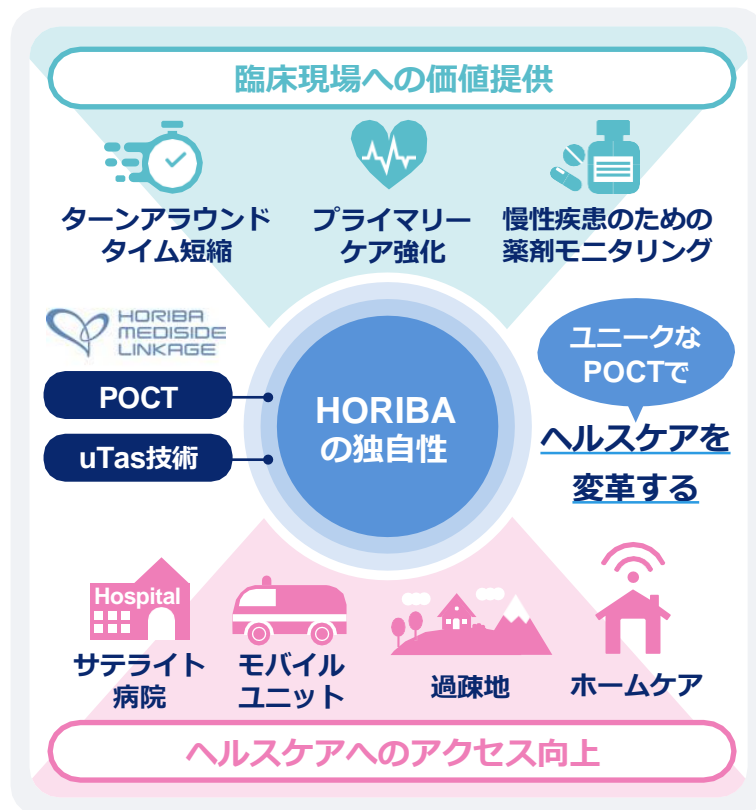 臨床現場への価値提供
ターンアラウンド
タイム短縮
プライマリー
ケア強化
慢性疾患のための
薬剤モニタリング
HORIBA
MEDISIDE
LINKAGE
POCT
uTas技術
HORIBA
の独自性
ユニークな
POCTで
ヘルスケアを
変革する
Hospital
サテライト
病院
モバイル
ユニット
過疎地
ホームケア
ヘルスケアへのアクセス向上